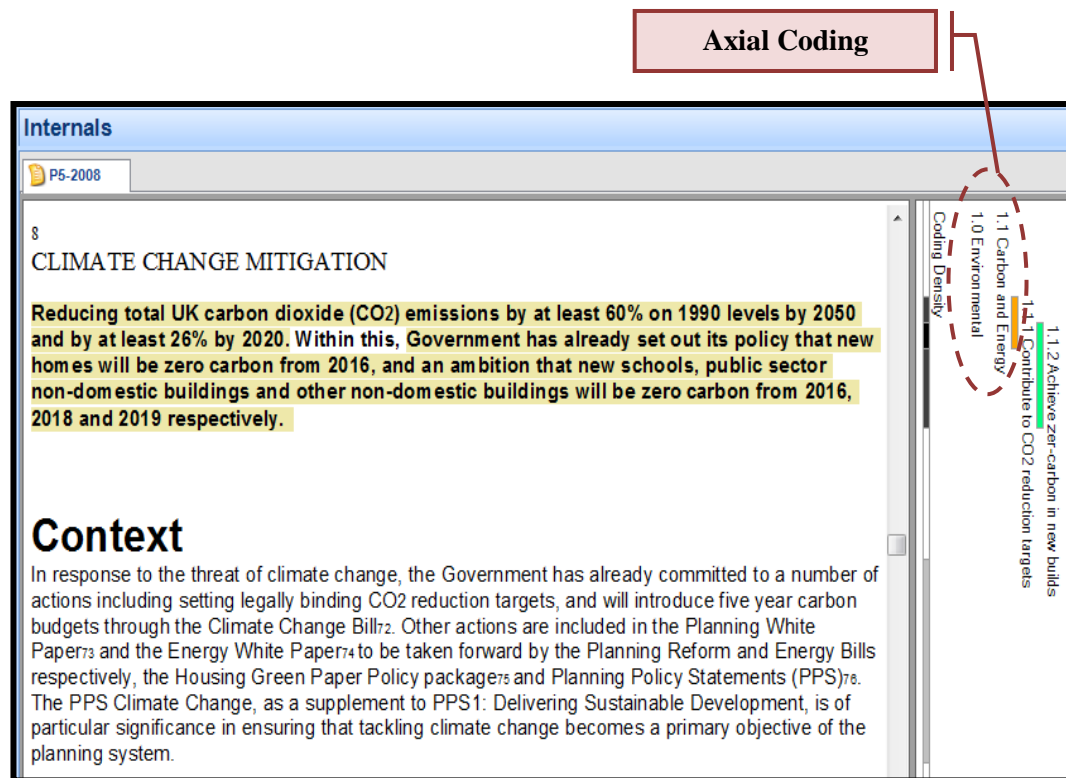 Axial Coding
Internals
P5-2008
8
CLIMATE CHANGE MITIGATION
Reducing total UK carbon dioxide (CO2) emissions by at least 60% on 1990 levels by 2050
and by at least 26% by 2020. Within this, Government has already set out its policy that new
homes will be zero carbon from 2016, and an ambition that new schools, public sector
non-domestic buildings and other non-domestic buildings will be zero carbon from 2016,
2018 and 2019 respectively.
Context
In response to the threat of climate change, the Government has already committed to a number of
actions including setting legally binding CO2 reduction targets, and will introduce five year carbon
budgets through the Climate Change Bill72. Other actions are included in the Planning White
Paper73 and the Energy White Paper74 to be taken forward by the Planning Reform and Energy Bills
respectively, the Housing Green Paper Policy package75 and Planning Policy Statements (PPS)76.
The PPS Climate Change, as a supplement to PPS1: Delivering Sustainable Development, is of
particular significance in ensuring that tackling climate change becomes a primary objective of the
planning system.
Coding Density
1.0 Environmental
1.1 Carbon and Energy
1.1.1 Contribute to CO2 reduction targets
1.1.2 Achieve zer-carbon in new builds